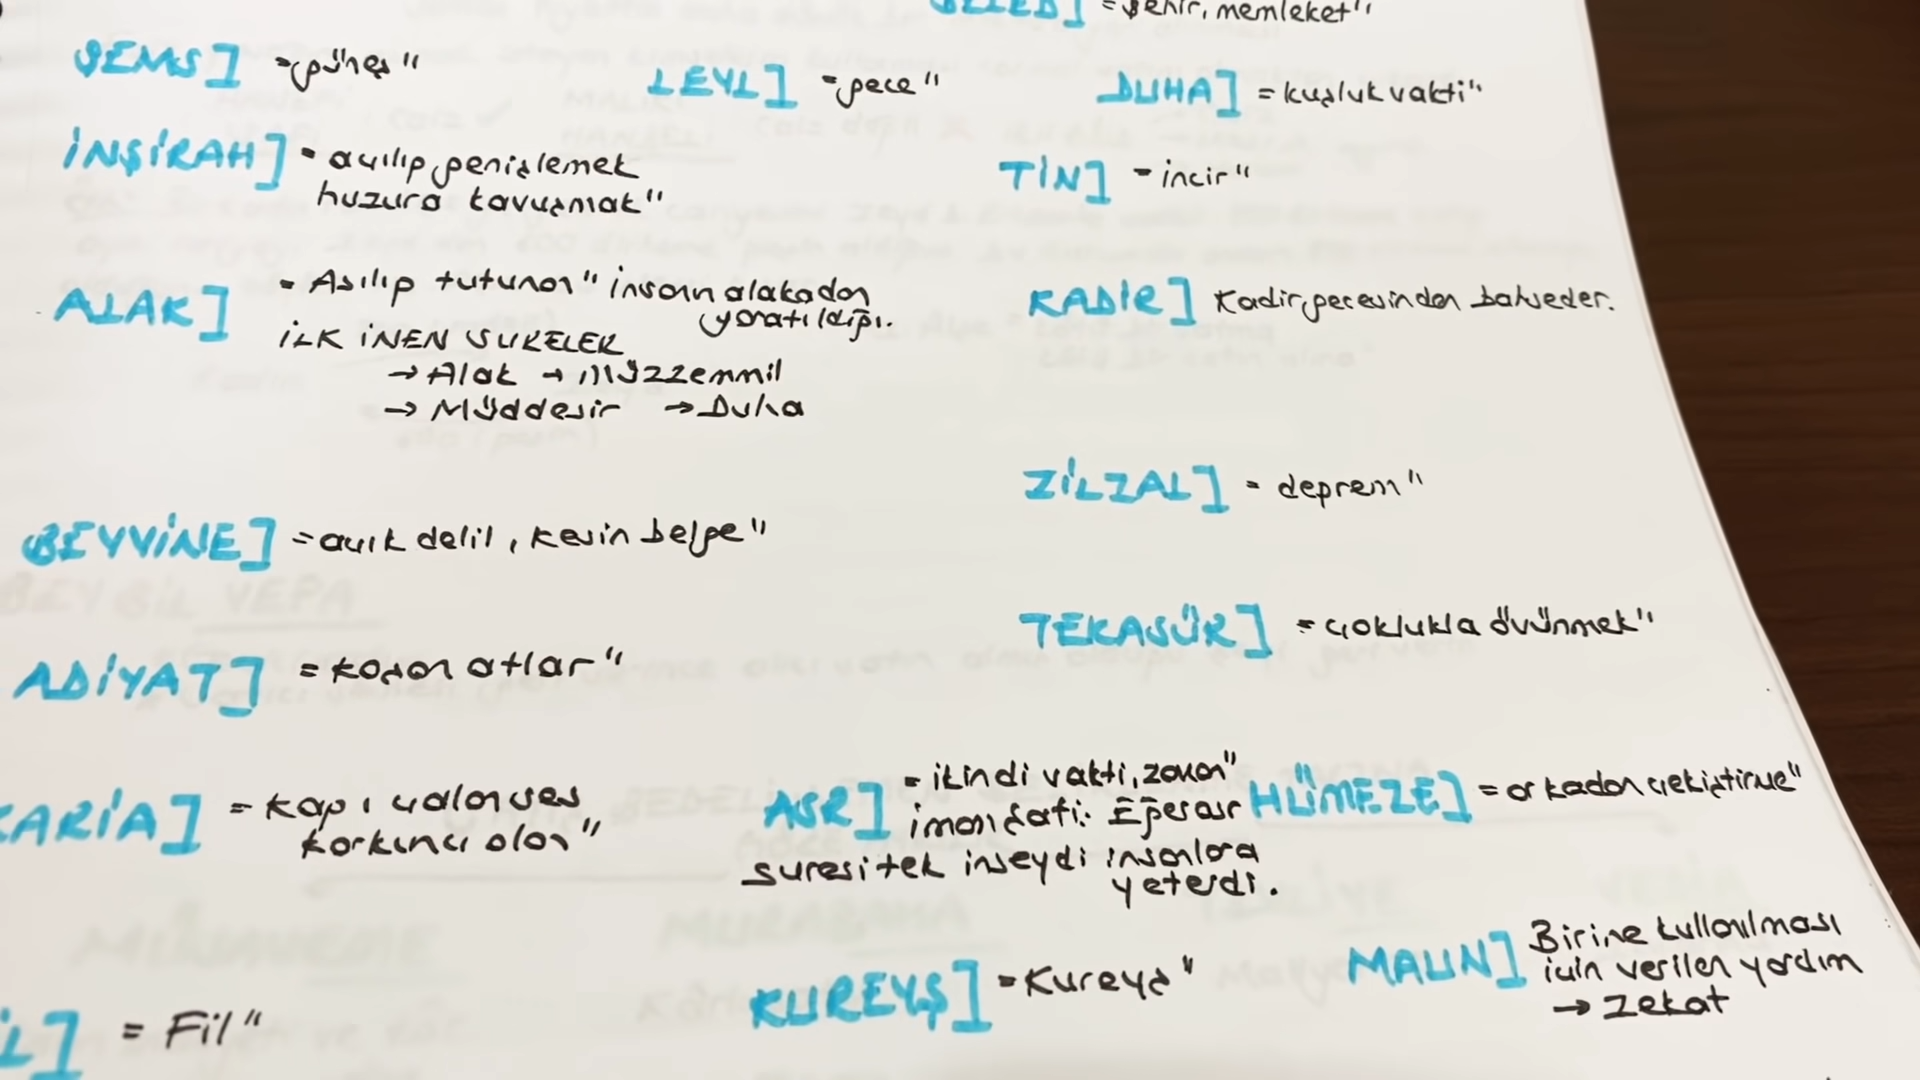 BELED] = şehir, memleket"
ŞEMS] "güneş"
LEYL] "gece"
DUHA] = kuşluk vakti"
İNŞİRAH] "açılıp genişlemek
huzura kavuşmak"
TİN] "incir"
ALAK] "Asılıp tutunan" insanın alakadan
yaratıldığı.
İLK İNEN SURELER
→ Alak → Müzzemmil
→ Müddesir → Duha
KADİR] Kadir gecesinden bahseder.
ZİLZAL] = deprem"
BEYYİNE] = açık delil, kesin belge"
TEKASÜR] = çoklukla övünmek"
ADİYAT] = koşan atlar"
KARİA] = kapı çalan ses
korkunç olan"
ASR] = ikindi vakti, zaman"
imam şafi: Eğer asr
suresi tek inseydi insanlara
yeterdi.
HÜMEZE] = arkadan çekiştirme"
= Fil"
KUREYŞ] = Kureyş"
MAUN] Birine kullanılması
için verilen yardım
→ zekat